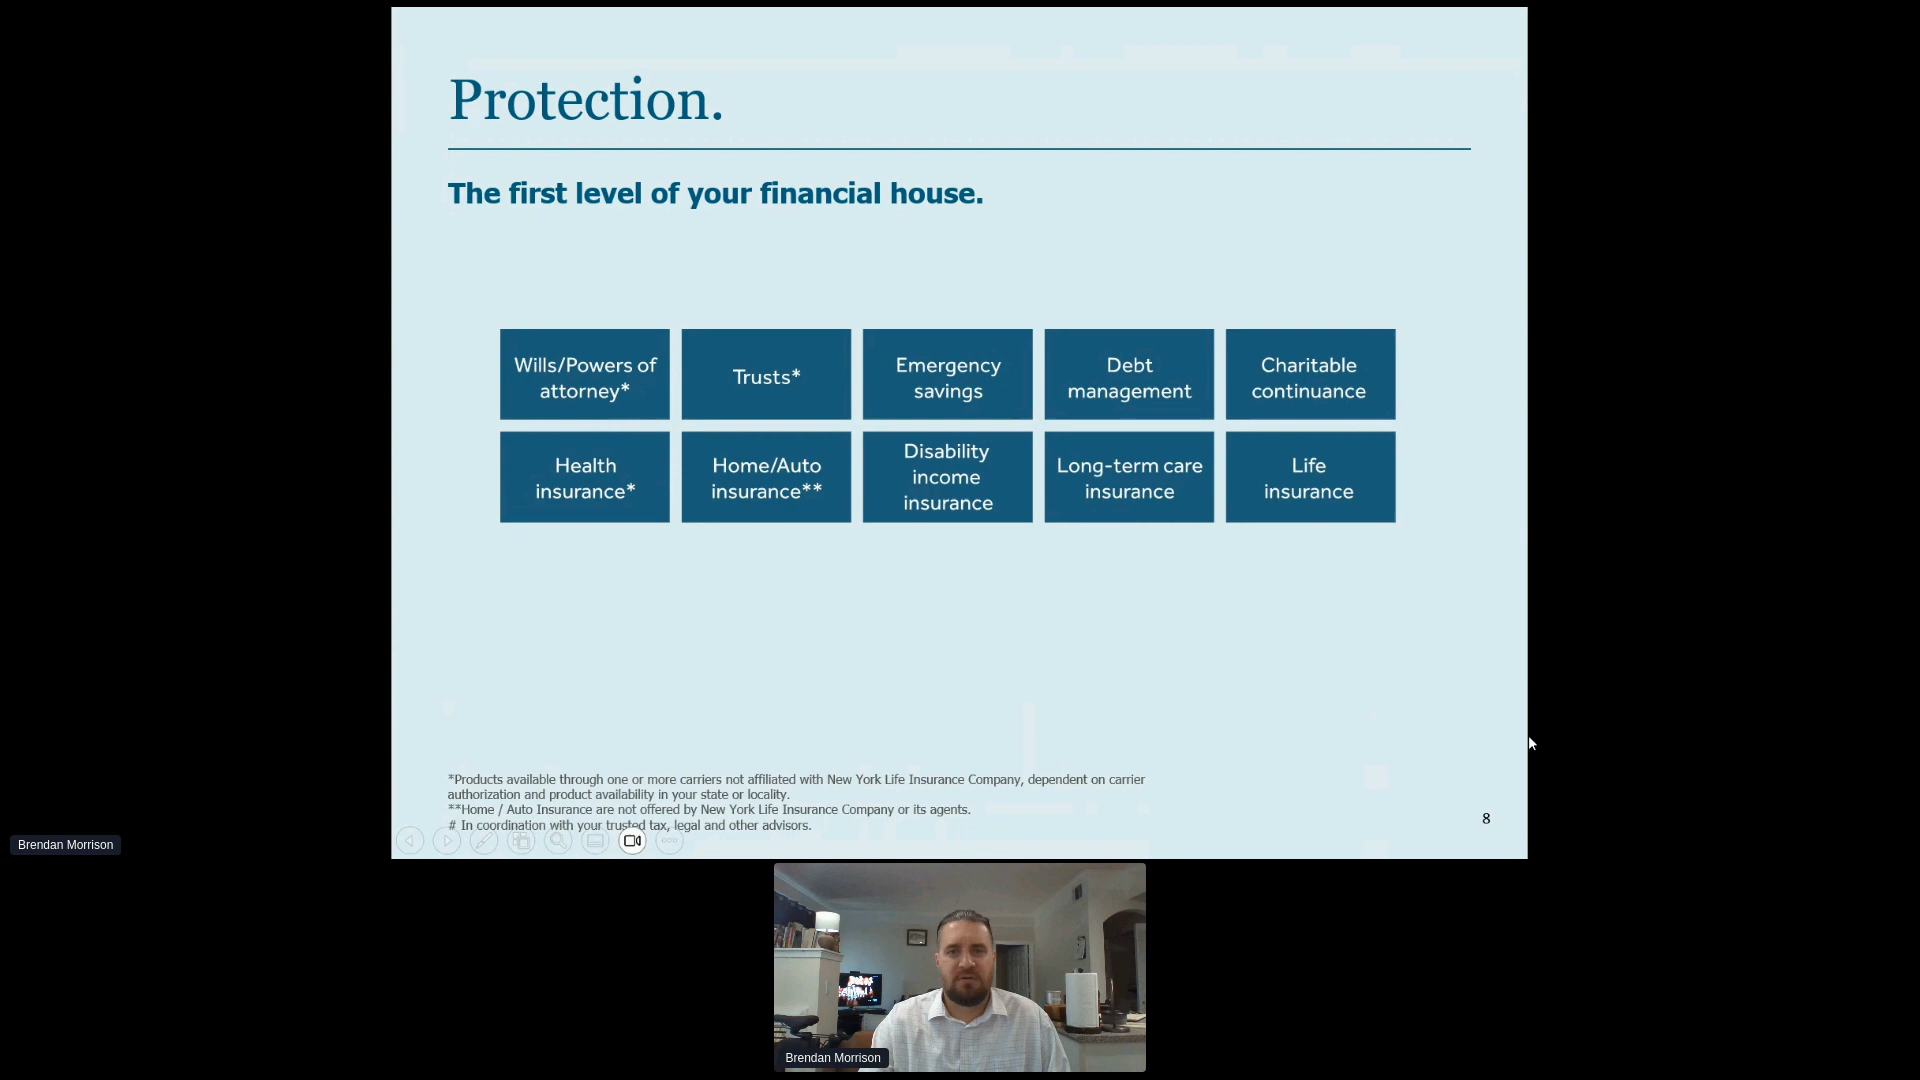 Protection.
The first level of your financial house.
Wills/Powers of
attorney*
Trusts*
Emergency
savings
Debt
management
Charitable
continuance
Health
insurance*
Home/Auto
insurance**
Disability
income
insurance
Long-term care
insurance
Life
insurance
*Products available through one or more carriers not affiliated with New York Life Insurance Company, dependent on carrier
authorization and product availability in your state or locality.
**Home / Auto Insurance are not offered by New York Life Insurance Company or its agents.
# In coordination with your trusted tax, legal and other advisors.
8
Brendan Morrison
Brendan Morrison